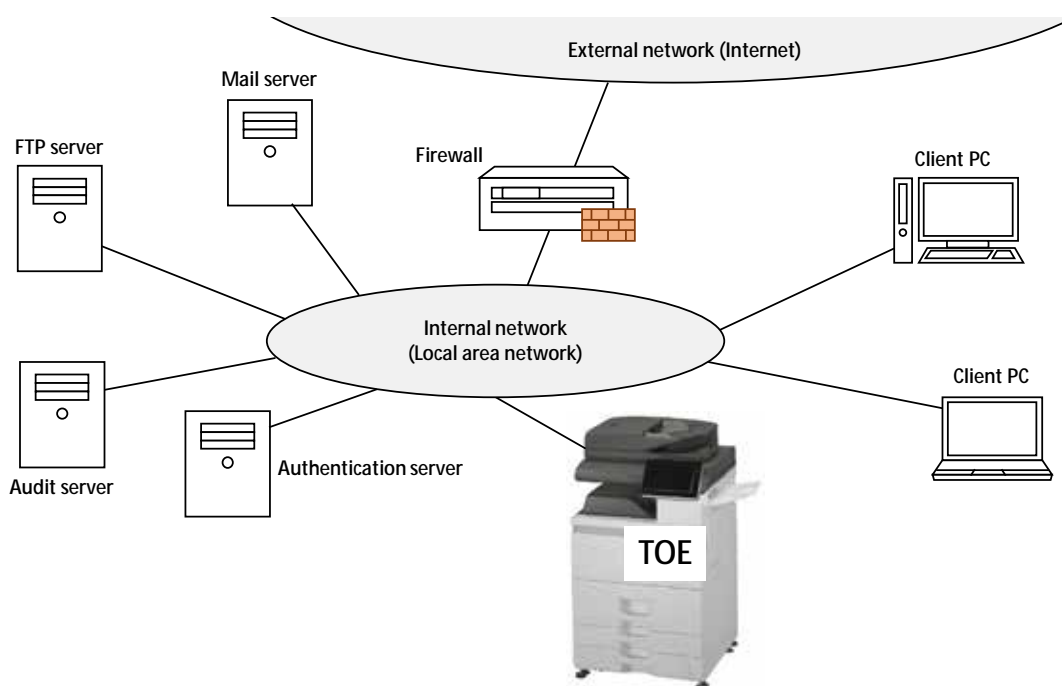 External network (Internet)
Mail server
FTP server
Firewall
Client PC
Internal network
(Local area network)
Client PC
Authentication server
Audit server
TOE